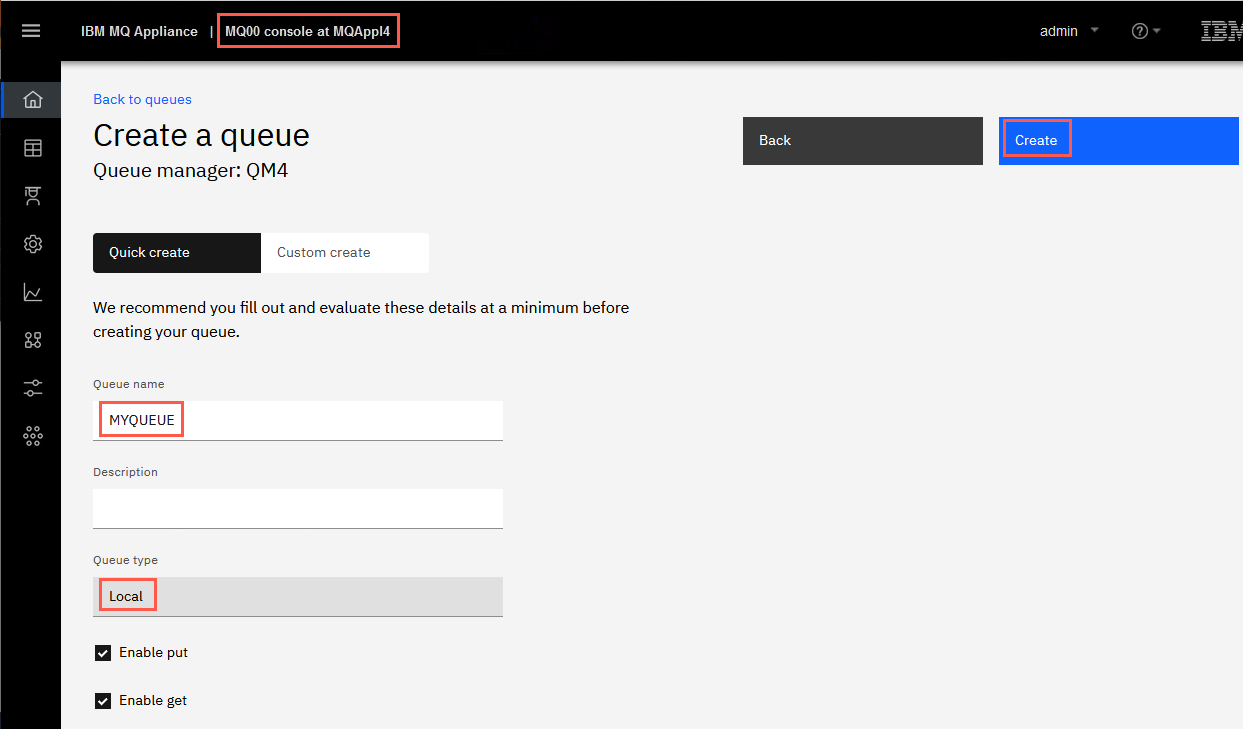 IBM MQ Appliance | MQ00 console at MQAppl4
admin
IBM
Back to queues
Create a queue
Queue manager: QM4
Back
Create
Quick create
Custom create
We recommend you fill out and evaluate these details at a minimum before
creating your queue.
Queue name
MYQUEUE
Description
Queue type
Local
Enable put
Enable get